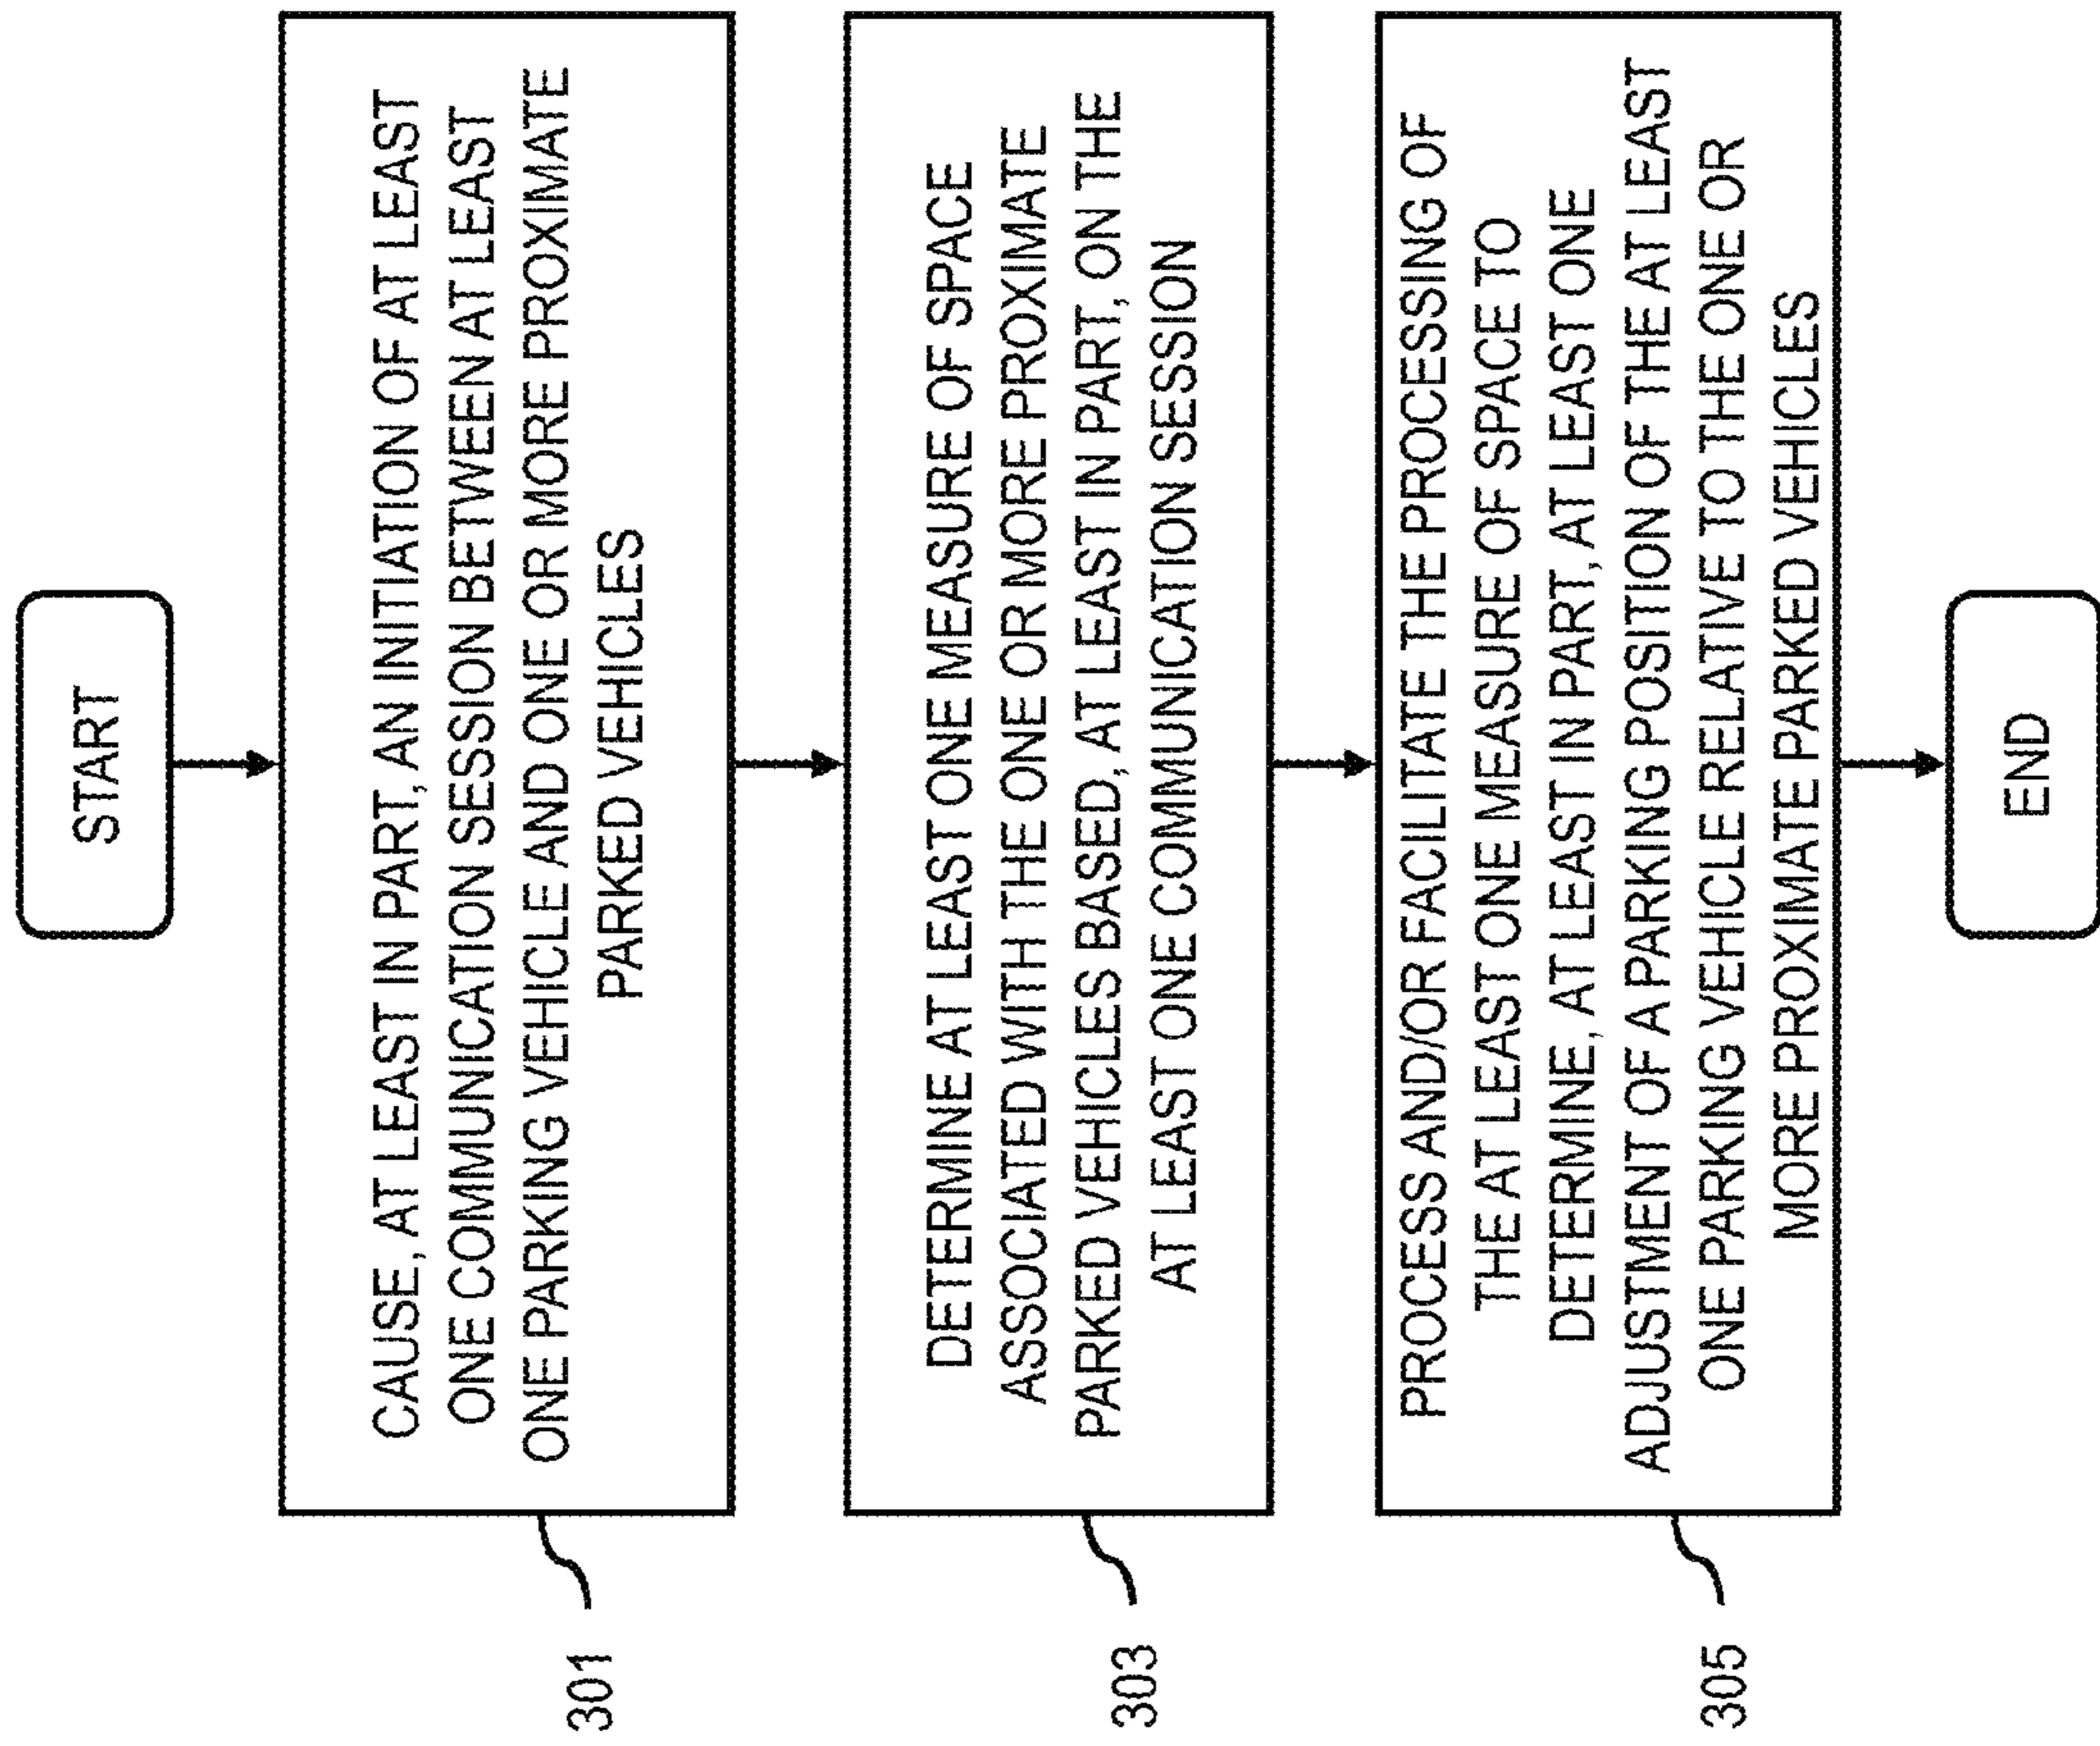 START
CAUSE, AT LEAST IN PART, AN INITIATION OF AT LEAST
ONE COMMUNICATION SESSION BETWEEN AT LEAST
ONE PARKING VEHICLE AND ONE OR MORE PROXIMATE
PARKED VEHICLES
301
DETERMINE AT LEAST ONE MEASURE OF SPACE
ASSOCIATED WITH THE ONE OR MORE PROXIMATE
PARKED VEHICLES BASED, AT LEAST IN PART, ON THE
AT LEAST ONE COMMUNICATION SESSION
303
PROCESS AND/OR FACILITATE THE PROCESSING OF
THE AT LEAST ONE MEASURE OF SPACE TO
DETERMINE, AT LEAST IN PART, AT LEAST ONE
ADJUSTMENT OF A PARKING POSITION OF THE AT LEAST
ONE PARKING VEHICLE RELATIVE TO THE ONE OR
MORE PROXIMATE PARKED VEHICLES
305
END